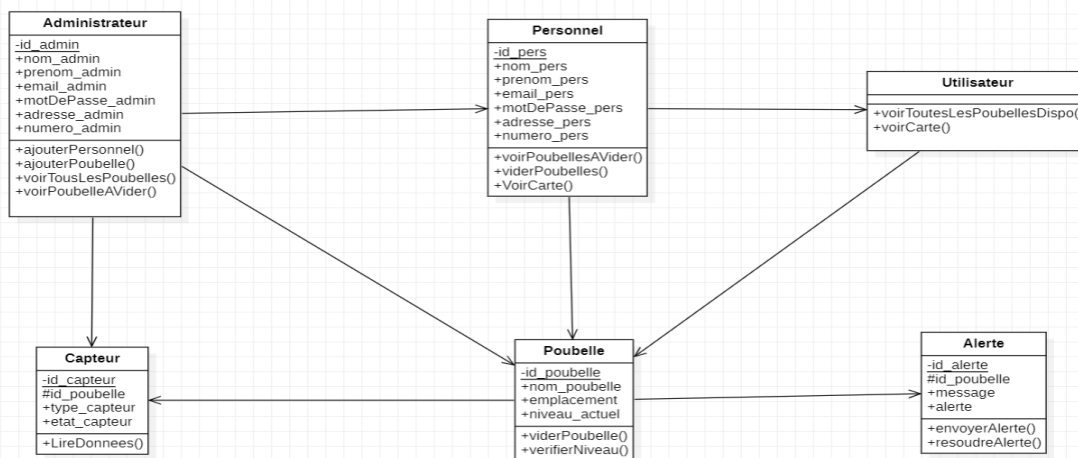 Administrateur
-id_admin
+nom_admin
+prenom_admin
+email_admin
+motDePasse_admin
+adresse_admin
+numero_admin
+ajouterPersonnel()
+ajouterPoubelle()
+voirTousLesPoubelles()
+voirPoubelleAVider()
Personnel
-id_pers
+nom_pers
+prenom_pers
+email_pers
+motDePasse_pers
+adresse_pers
+numero_pers
+voirPoubellesAVider()
+viderPoubelles()
+VoirCarte()
Utilisateur
+voirToutesLesPoubellesDispo(
+voirCarte()
Capteur
-id_capteur
#id_poubelle
+type_capteur
+etat_capteur
+LireDonnees()
Poubelle
-id_poubelle
+nom_poubelle
+emplacement
+niveau_actuel
+viderPoubelle()
+verifierNiveau()
Alerte
-id_alerte
#id_poubelle
+message
+alerte
+envoyerAlerte()
+resoudreAlerte()